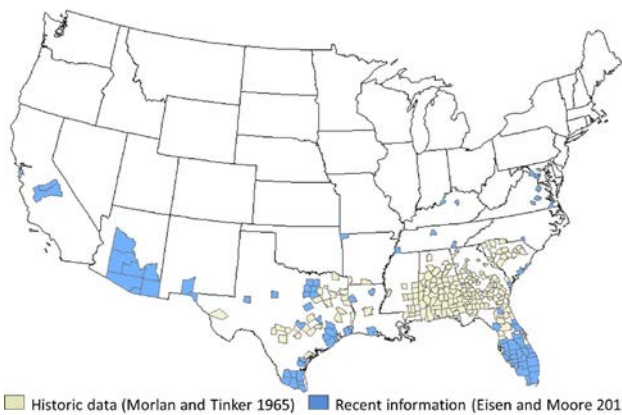 Historic data (Morlan and Tinker 1965) Recent information (Eisen and Moore 201